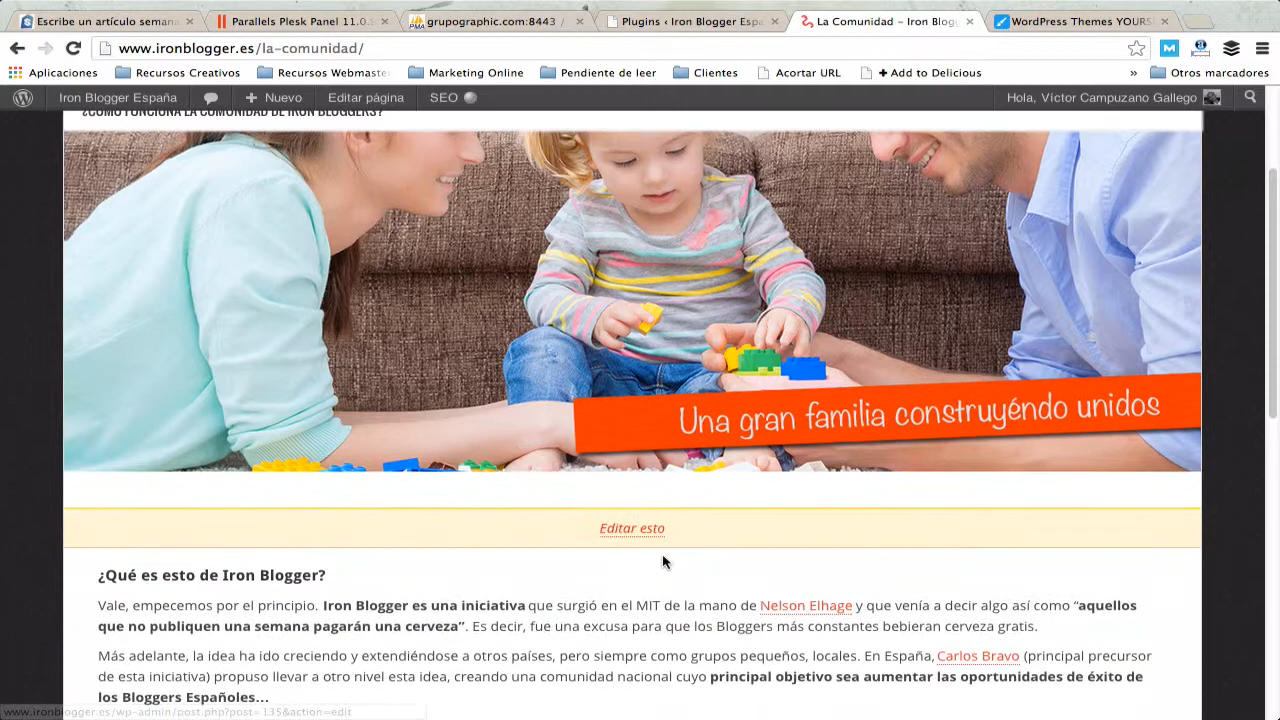 Escribe un artículo semana
Parallels Plesk Panel 11.0.
grupographic.com:8443 /
Plugins ‹ Iron Blogger Espa
La Comunidad – Iron Blog
WordPress Themes YOURS
www.ironblogger.es/la-comunidad/
Aplicaciones
Recursos Creativos
Recursos Webmaste
Marketing Online
Pendiente de leer
Clientes
Acortar URL
+ Add to Delicious
»
Otros marcadores
Iron Blogger España
+ Nuevo
Editar página
SEO
Hola, Víctor Campuzano Gallego
¿CÓMO FUNCIONA LA COMUNIDAD DE IRON BLOGGERS?
Una gran familia construyéndo unidos
Editar esto
¿Qué es esto de Iron Blogger?
Vale, empecemos por el principio. Iron Blogger es una iniciativa que surgió en el MIT de la mano de Nelson Elhage y que venía a decir algo así como “aquellos
que no publiquen una semana pagarán una cerveza”. Es decir, fue una excusa para que los Bloggers más constantes bebieran cerveza gratis.
Más adelante, la idea ha ido creciendo y extendiéndose a otros países, pero siempre como grupos pequeños, locales. En España, Carlos Bravo (principal precursor
de esta iniciativa) propuso llevar a otro nivel esta idea, creando una comunidad nacional cuyo principal objetivo sea aumentar las oportunidades de éxito de
los Bloggers Españoles...
www.ironblogger.es/wp-admin/post.php?post=135&action=edit